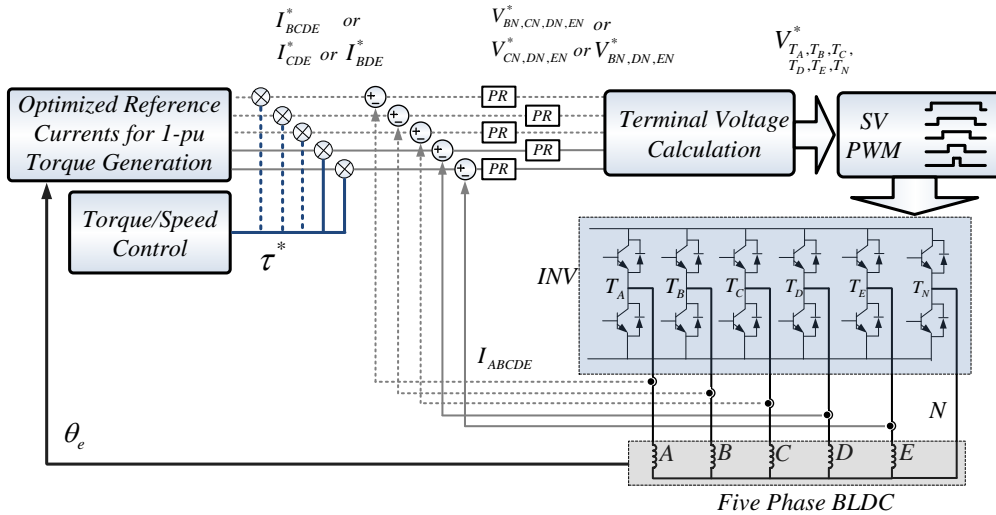 I*BCDE or
I*CDE or I*BDE
V*BN,CN,DN,EN or
V*CN,DN,EN or V*BN,DN,EN
V*TA,TB,TC,
TD,TE,TN
Optimized Reference
Currents for 1-pu
Torque Generation
+ −
+ −
+ −
+ −
+ −
PR
PR
PR
PR
PR
Terminal Voltage
Calculation
SV
PWM
Torque/Speed
Control
τ*
INV
TA
TB
TC
TD
TE
TN
IABCDE
N
θe
A
B
C
D
E
Five Phase BLDC